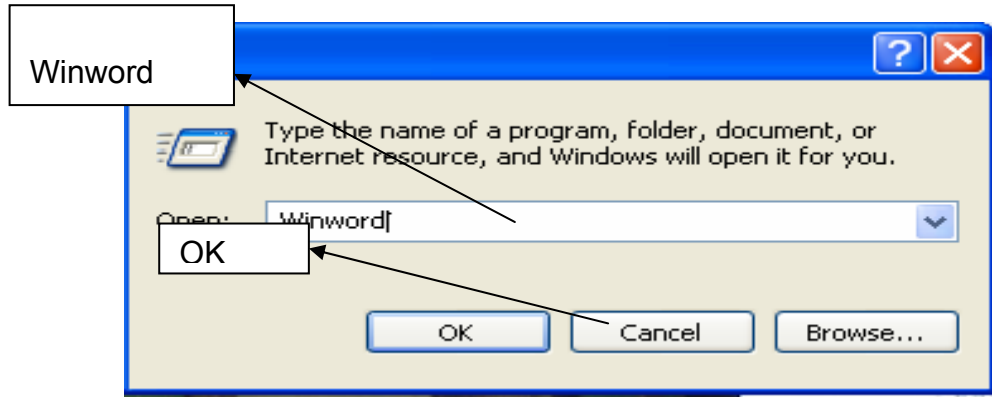 Winword
?
Type the name of a program, folder, document, or
Internet resource, and Windows will open it for you.
Open:
Winword
OK
OK
Cancel
Browse...